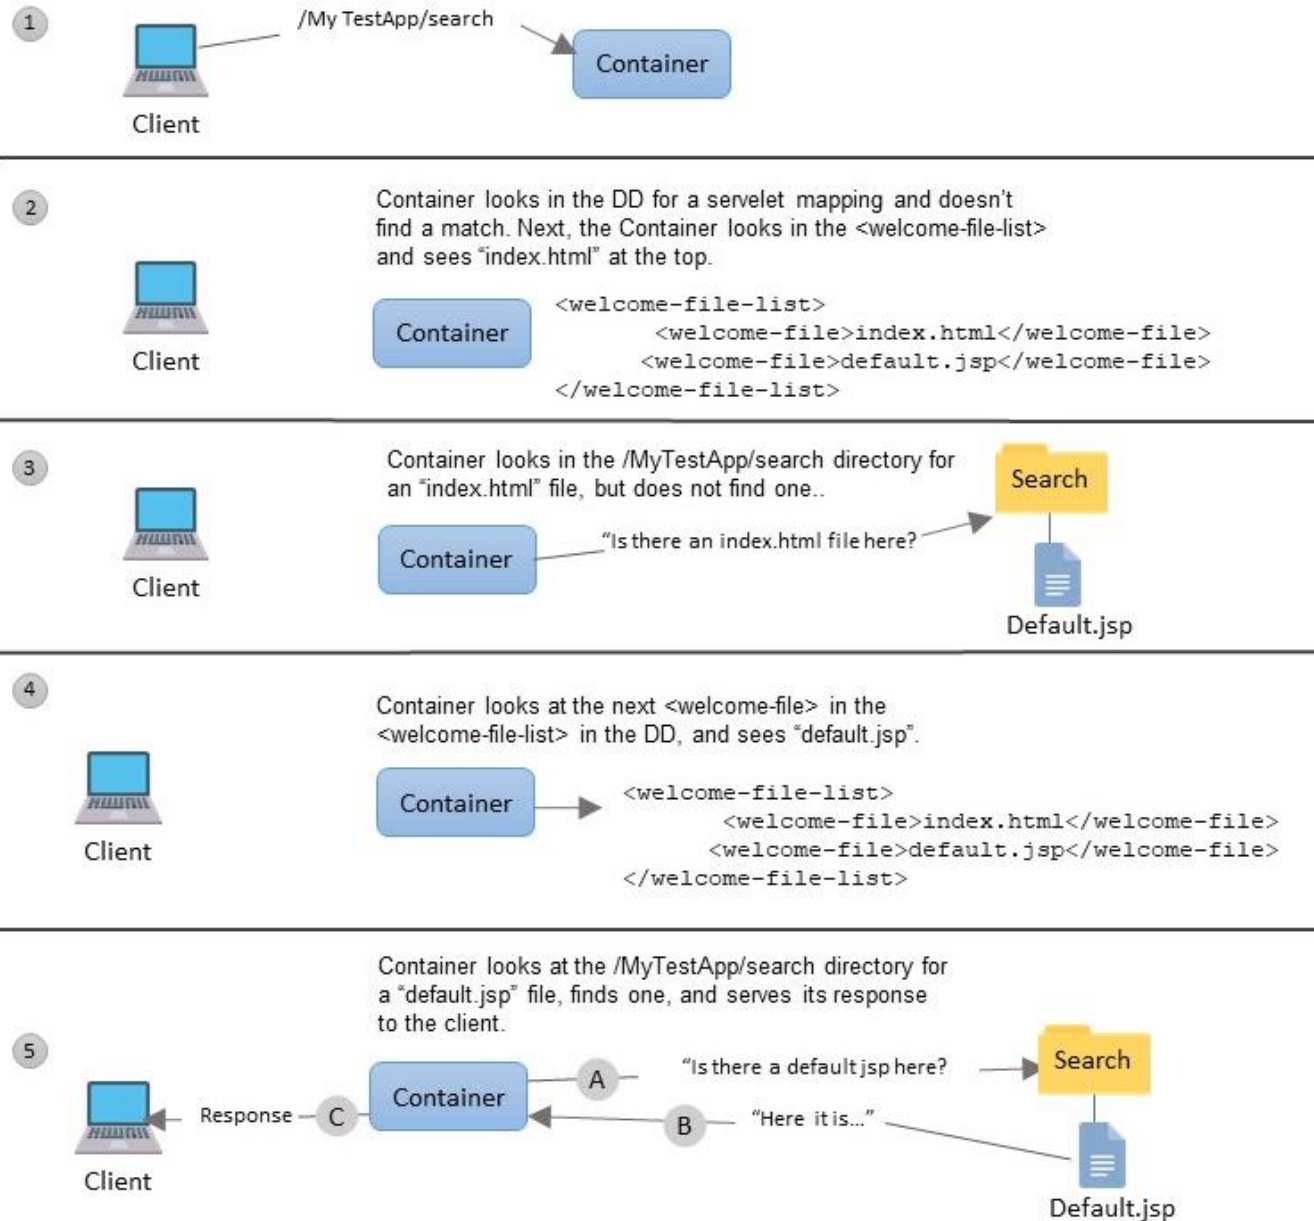 1
/My TestApp/search
Container
Client
2
Container looks in the DD for a servelet mapping and doesn't
find a match. Next, the Container looks in the <welcome-file-list>
and sees “index.html” at the top.
Container
<welcome-file-list>
<welcome-file>index.html</welcome-file>
<welcome-file>default.jsp</welcome-file>
</welcome-file-list>
Client
3
Container looks in the /MyTestApp/search directory for
an “index.html” file, but does not find one..
Search
Container
“Is there an index.html file here?
Client
Default.jsp
4
Container looks at the next <welcome-file> in the
<welcome-file-list> in the DD, and sees “default.jsp”.
Container
<welcome-file-list>
<welcome-file>index.html</welcome-file>
<welcome-file>default.jsp</welcome-file>
</welcome-file-list>
Client
Container looks at the /MyTestApp/search directory for
a “default.jsp” file, finds one, and serves its response
to the client.
5
A
“Is there a default jsp here?
Search
Container
Response
C
B
“Here it is...”
Client
Default.jsp